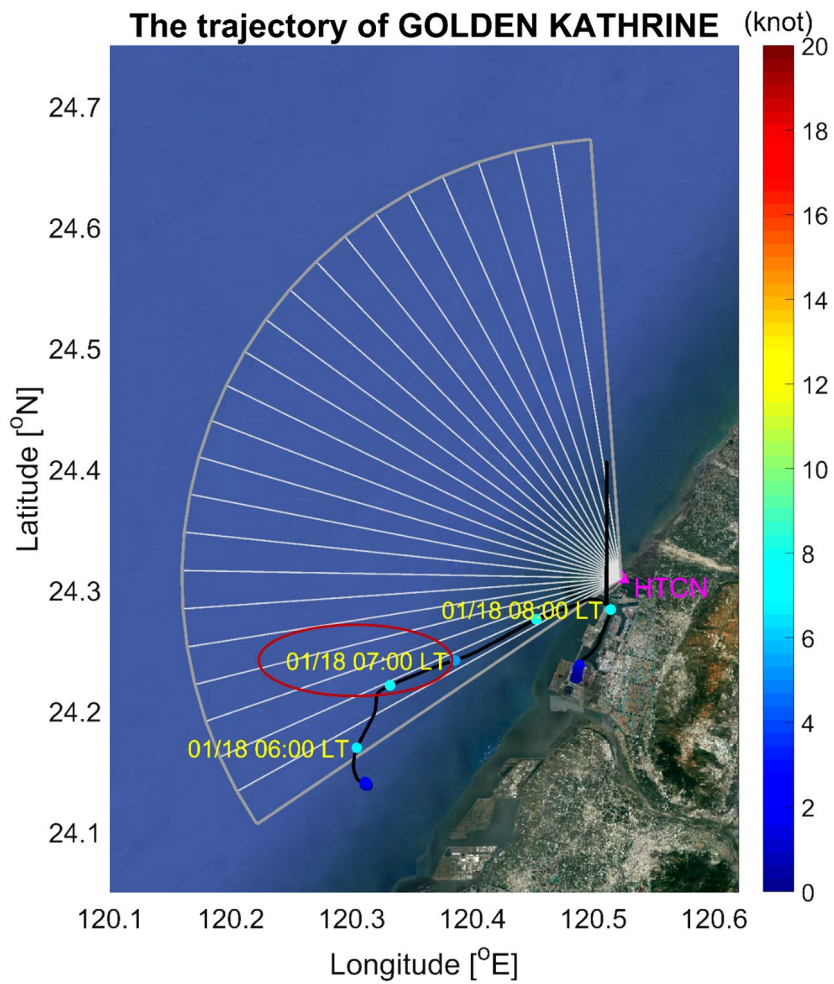 The trajectory of GOLDEN KATHRINE
(knot)
24.7
24.6
24.5
24.4
24.3
24.2
24.1
Latitude [°N]
HTCN
01/18 08:00 LT
01/18 07:00 LT
01/18 06:00 LT
20
18
16
14
12
10
8
6
4
2
0
120.1 120.2 120.3 120.4 120.5 120.6
Longitude [°E]